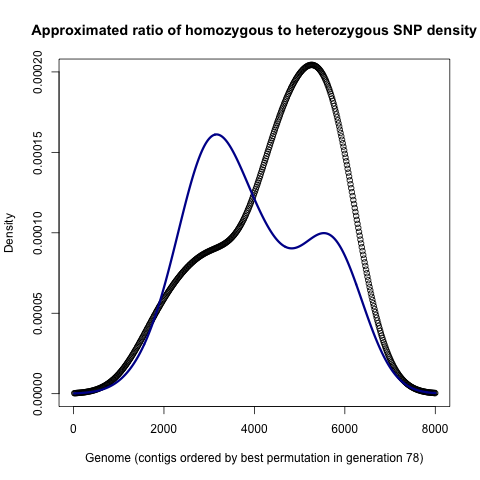 Approximated ratio of homozygous to heterozygous SNP density
0.00020
0.00015
0.00010
0.00005
0.00000
Density
0 2000 4000 6000 8000
Genome (contigs ordered by best permutation in generation 78)